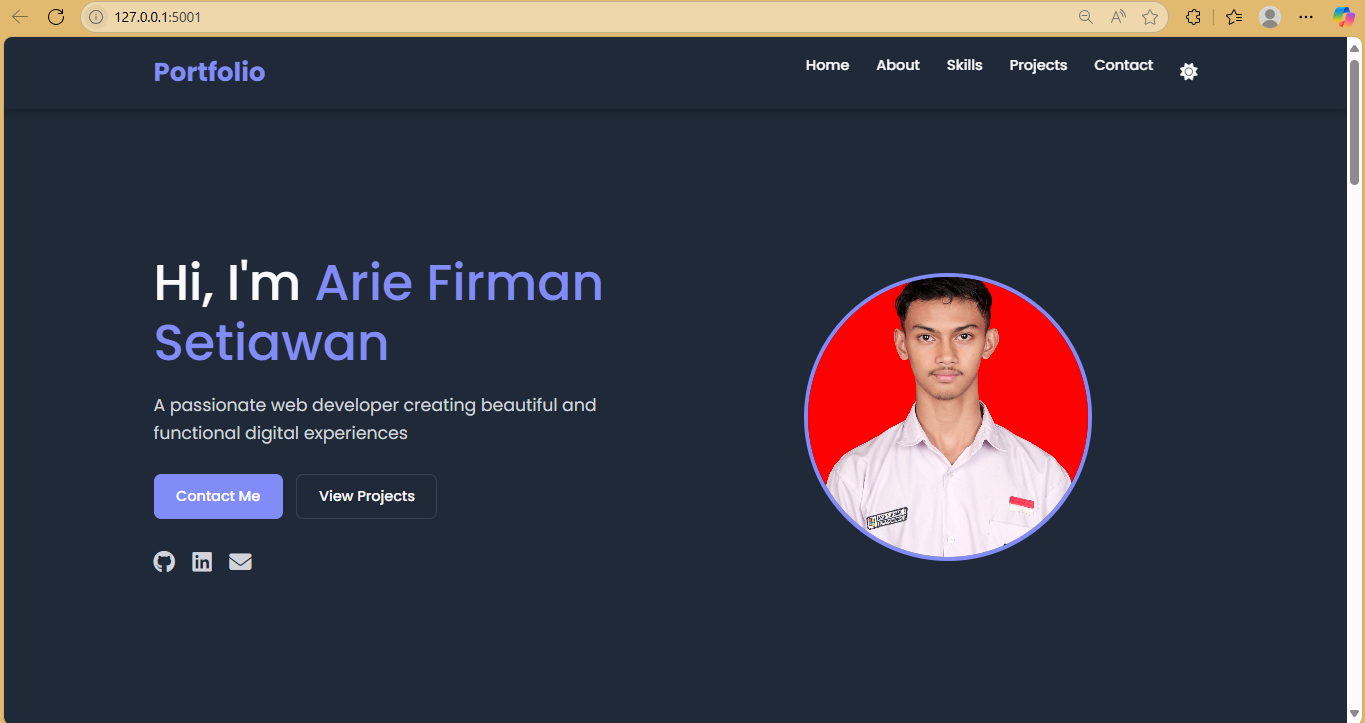 127.0.0.1:5001
Portfolio
Home About Skills Projects Contact
Hi, I'm Arie Firman
Setiawan
A passionate web developer creating beautiful and
functional digital experiences
Contact Me View Projects